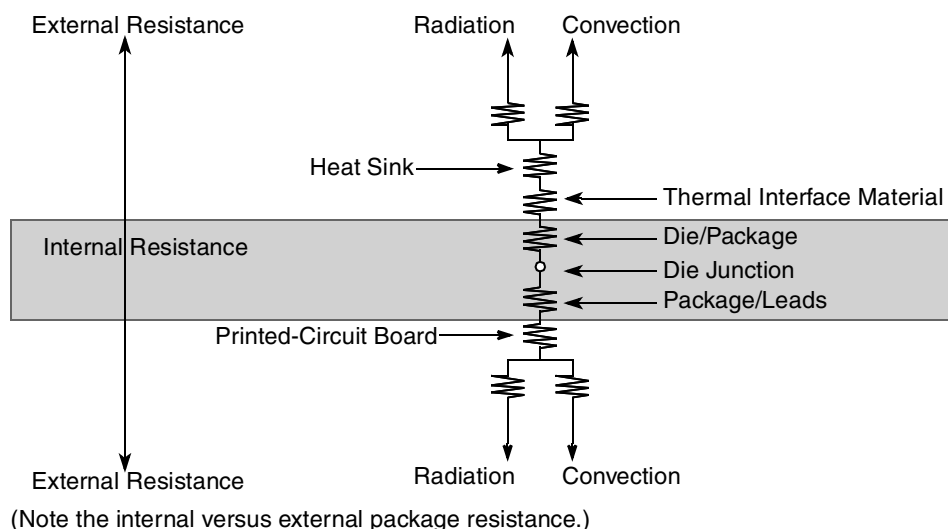 External Resistance
Radiation Convection
Heat Sink
Thermal Interface Material
Internal Resistance
Die/Package
Die Junction
Package/Leads
Printed-Circuit Board
External Resistance
Radiation Convection
(Note the internal versus external package resistance.)